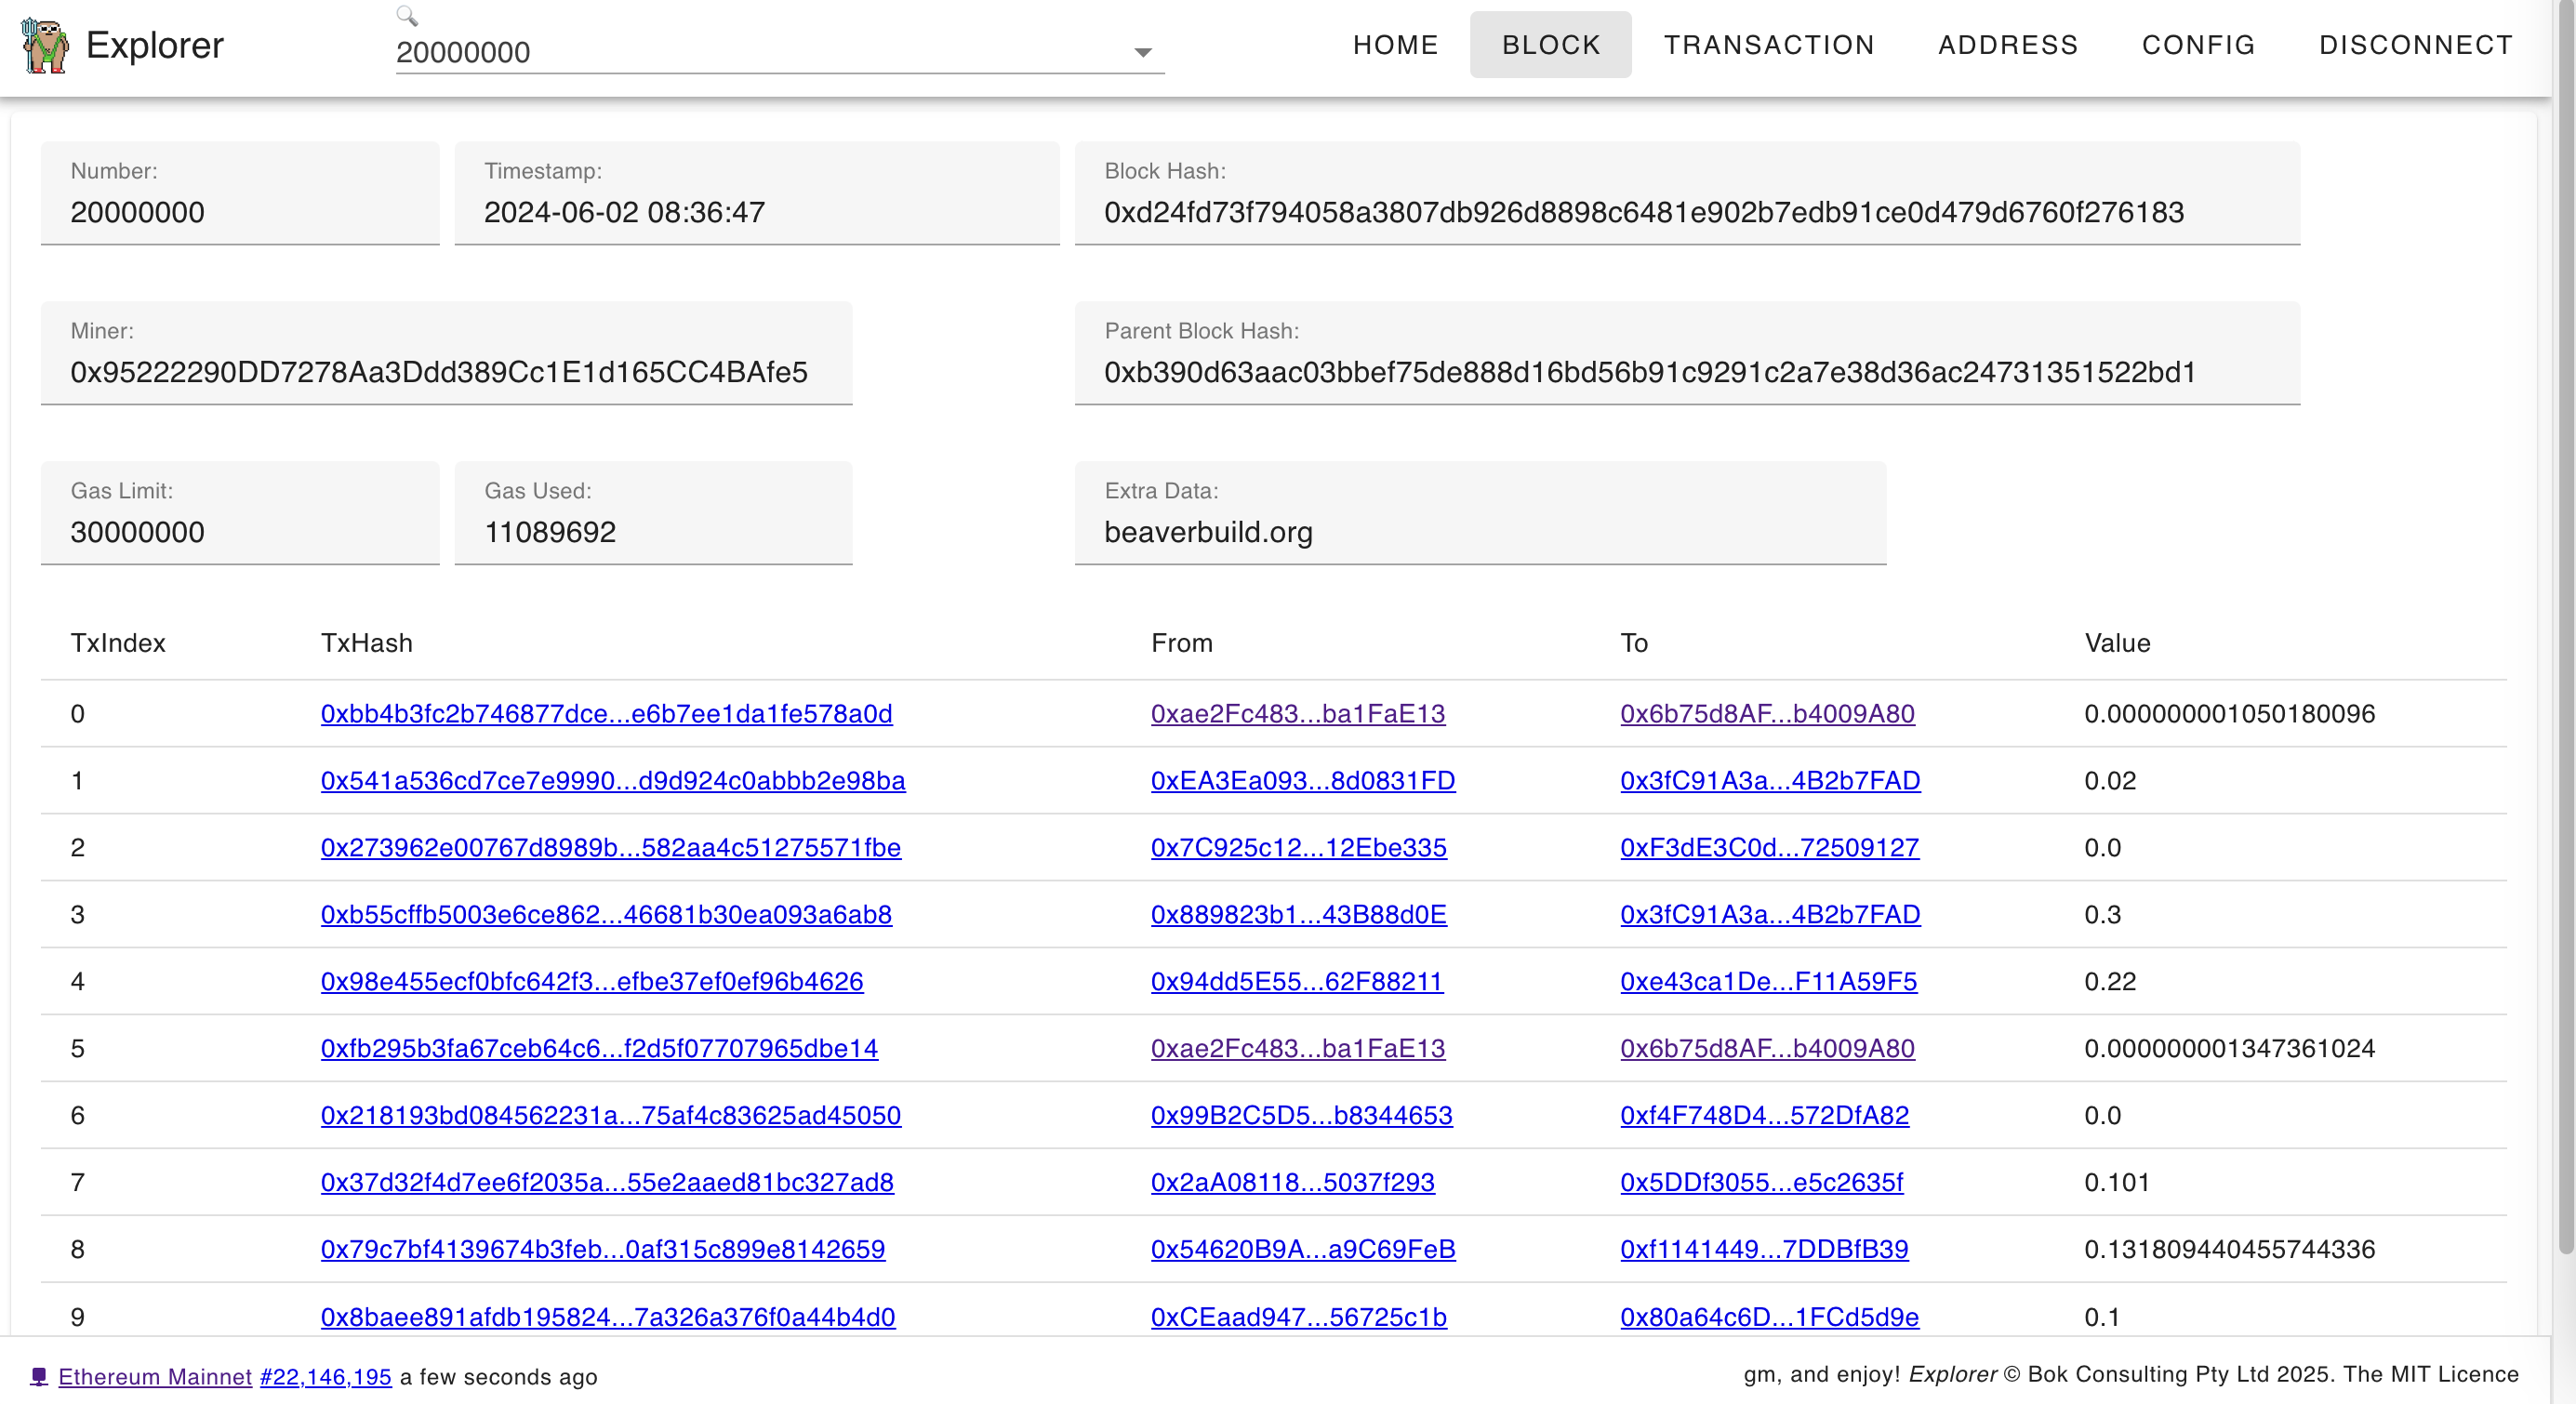 Explorer
20000000
HOME BLOCK TRANSACTION ADDRESS CONFIG DISCONNECT
Number: Timestamp: Block Hash:
20000000 2024-06-02 08:36:47 0xd24fd73f794058a3807db926d8898c6481e902b7edb91ce0d479d6760f276183
Miner: Parent Block Hash:
0x95222290DD7278Aa3Ddd389Cc1E1d165CC4BAfe5 0xb390d63aac03bbef75de888d16bd56b91c9291c2a7e38d36ac24731351522bd1
Gas Limit: Gas Used: Extra Data:
30000000 11089692 beaverbuild.org
TxIndex TxHash From To Value
0 0xbb4b3fc2b746877dce...e6b7ee1da1fe578a0d 0xae2Fc483...ba1FaE13 0x6b75d8AF...b4009A80 0.000000001050180096
1 0x541a536cd7ce7e9990...d9d924c0abbb2e98ba 0xEA3Ea093...8d0831FD 0x3fC91A3a...4B2b7FAD 0.02
2 0x273962e00767d8989b...582aa4c51275571fbe 0x7C925c12...12Ebe335 0xF3dE3C0d...72509127 0.0
3 0xb55cffb5003e6ce862...46681b30ea093a6ab8 0x889823b1...43B88d0E 0x3fC91A3a...4B2b7FAD 0.3
4 0x98e455ecf0bfc642f3...efbe37ef0ef96b4626 0x94dd5E55...62F88211 0xe43ca1De...F11A59F5 0.22
5 0xfb295b3fa67ceb64c6...f2d5f07707965dbe14 0xae2Fc483...ba1FaE13 0x6b75d8AF...b4009A80 0.000000001347361024
6 0x218193bd084562231a...75af4c83625ad45050 0x99B2C5D5...b8344653 0xf4F748D4...572DfA82 0.0
7 0x37d32f4d7ee6f2035a...55e2aaed81bc327ad8 0x2aA08118...5037f293 0x5DDf3055...e5c2635f 0.101
8 0x79c7bf4139674b3feb...0af315c899e8142659 0x54620B9A...a9C69FeB 0xf1141449...7DDBfB39 0.131809440455744336
9 0x8baee891afdb195824...7a326a376f0a44b4d0 0xCEaad947...56725c1b 0x80a64c6D...1FCd5d9e 0.1
Ethereum Mainnet #22,146,195 a few seconds ago gm, and enjoy! Explorer © Bok Consulting Pty Ltd 2025. The MIT Licence